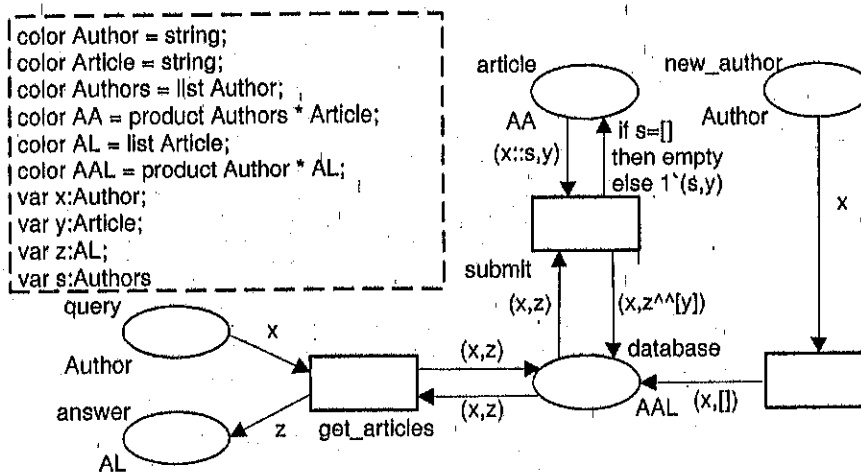 color Author = string;
color Article = string;
color Authors = list Author;
color AA = product Authors * Article;
color AL = list Article;
color AAL = product Author * AL;
var x:Author;
var y:Article;
var z:AL;
var s:Authors
article
new_author
AA
Author
(x::s,y)
if s=[]
then empty
else 1`(s,y)
x
submit
(x,z)
(x,z^^[y])
query
x
Author
(x,z)
database
answer
z
get_articles
(x,z)
AAL
(x,[])
AL